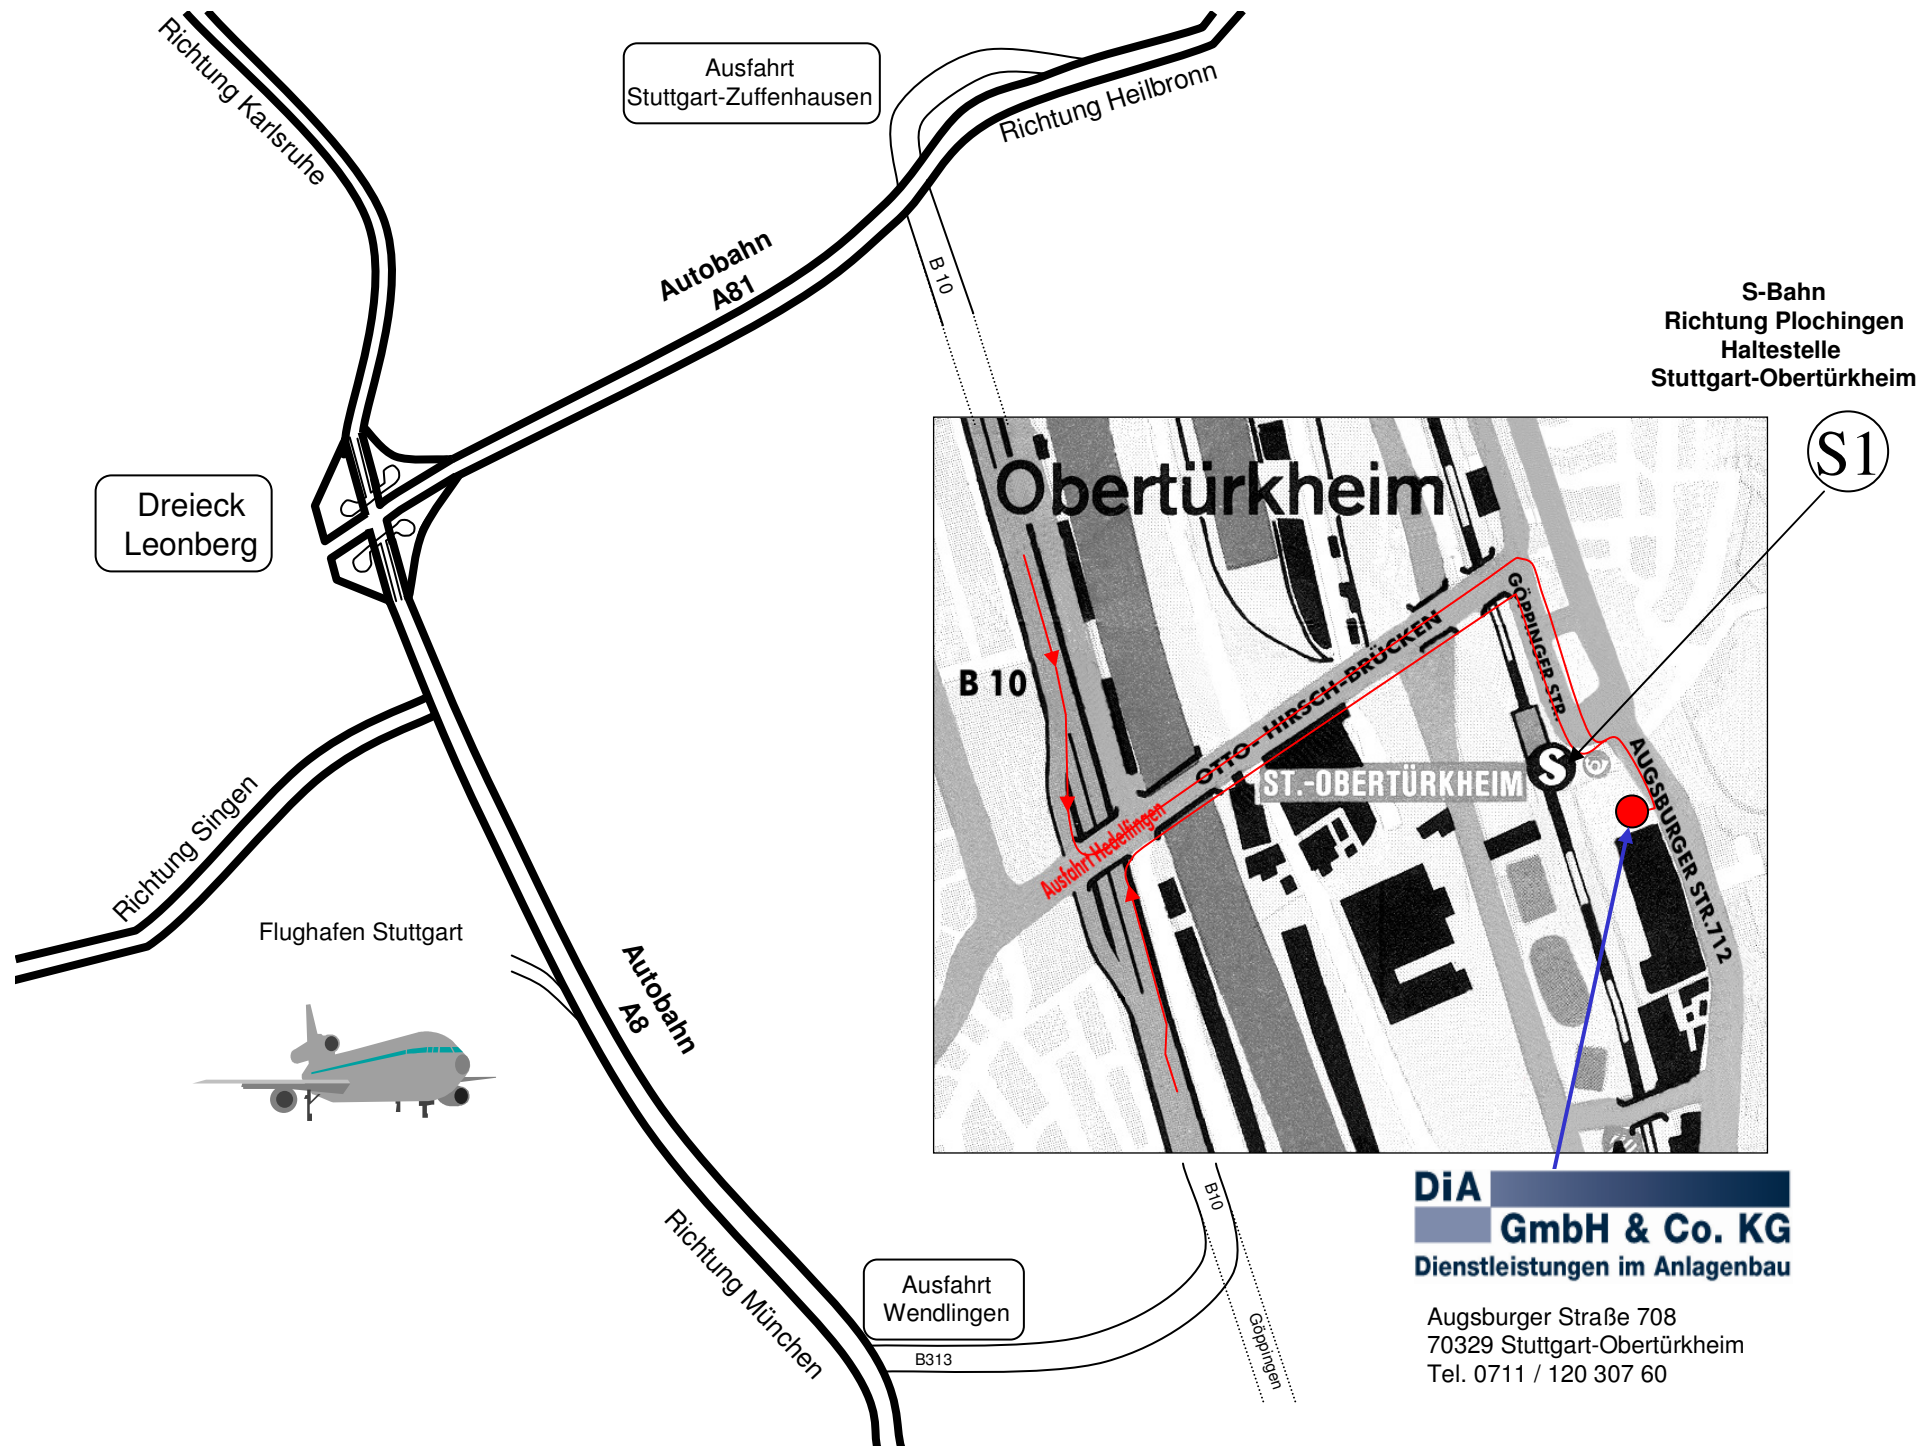 Richtung Karlsruhe
Ausfahrt
Stuttgart-Zuffenhausen
Richtung Heilbronn
Autobahn
A81
B 10
S-Bahn
Richtung Plochingen
Haltestelle
Stuttgart-Obertürkheim
S1
Dreieck
Leonberg
Obertürkheim
B 10
OTTO-HIRSCH-BRÜCKEN
GÖPPINGER STR.
ST.-OBERTÜRKHEIM
S
AUGSBURGER STR.712
Ausfahrt Hedelfingen
Richtung Singen
Flughafen Stuttgart
Autobahn
A8
Richtung München
Ausfahrt
Wendlingen
B313
B10
Göppingen
DiA
GmbH & Co. KG
Dienstleistungen im Anlagenbau
Augsburger Straße 708
70329 Stuttgart-Obertürkheim
Tel. 0711 / 120 307 60